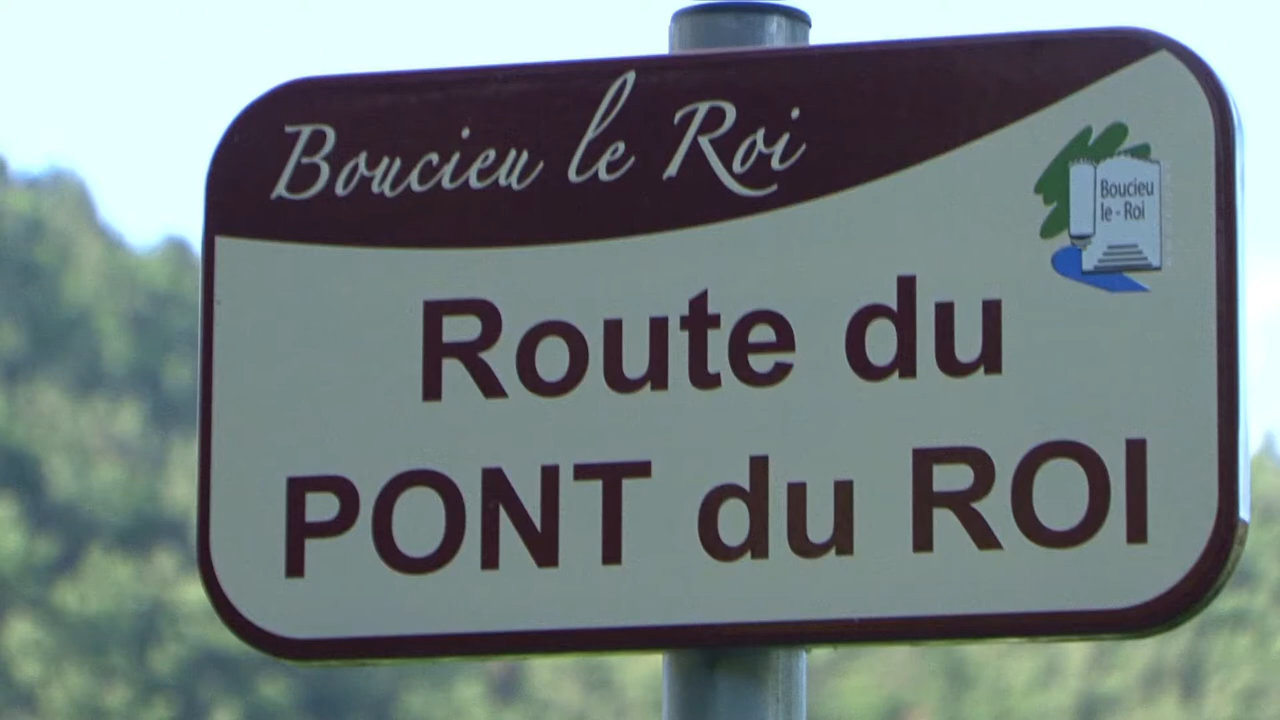 Boucieu le Roi
Boucieu
le - Roi
Route du
PONT du ROI